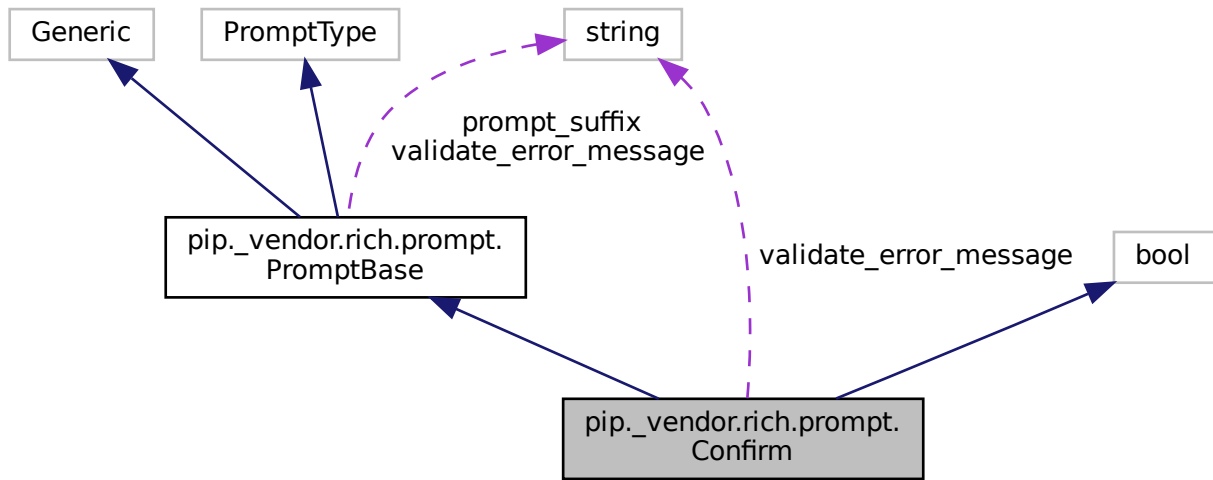 Generic
PromptType
string
prompt_suffix
validate_error_message
pip._vendor.rich.prompt.
PromptBase
validate_error_message
bool
pip._vendor.rich.prompt.
Confirm